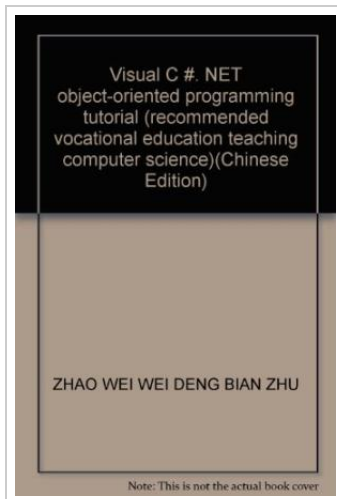 Visual C #. NET
object-oriented programming
tutorial (recommended
vocational education teaching
computer science)(Chinese
Edition)
ZHAO WEI WEI DENG BIAN ZHU
Note: This is not the actual book cover